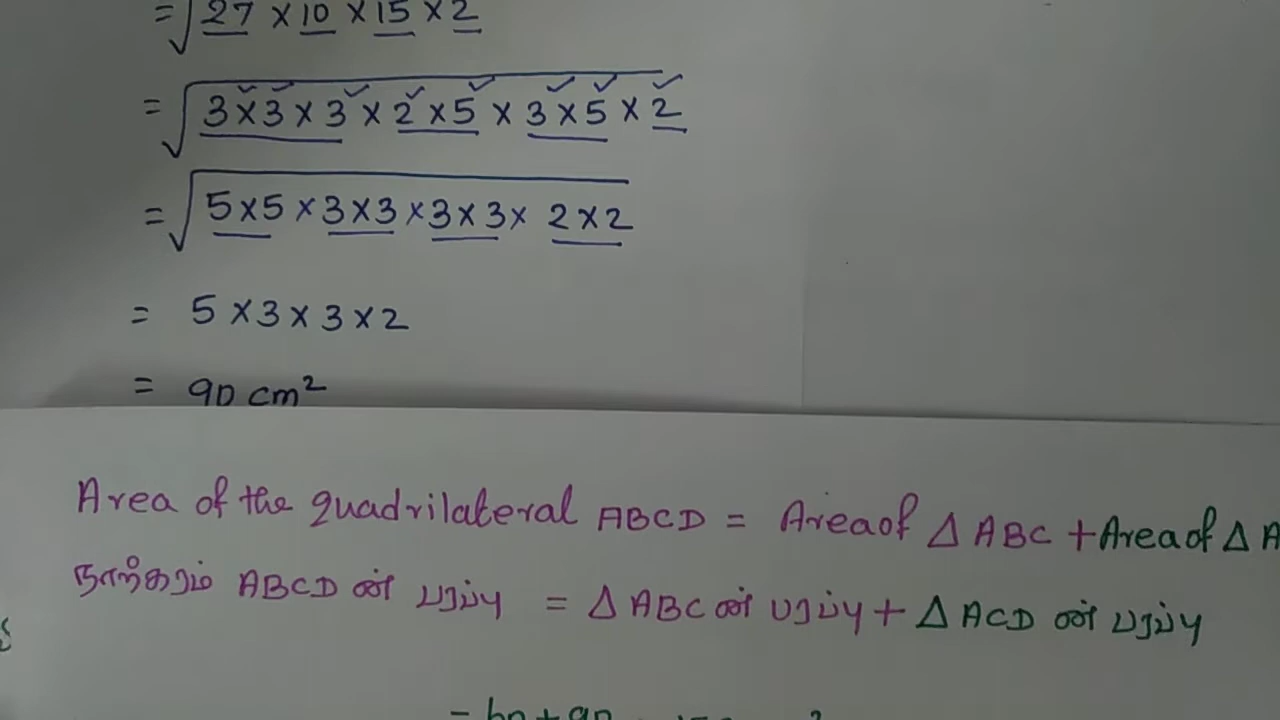 = √27 × 10 × 15 × 2
= √3 × 3 × 3 × 2 × 5 × 3 × 5 × 2
= √5 × 5 × 3 × 3 × 3 × 3 × 2 × 2
= 5 × 3 × 3 × 2
= 90 cm²
Area of the quadrilateral ABCD = Area of Δ ABC + Area of Δ A
நாற்கரம் ABCD ன் பரப்பு = Δ ABC ன் பரப்பு + Δ ACD ன் பரப்பு